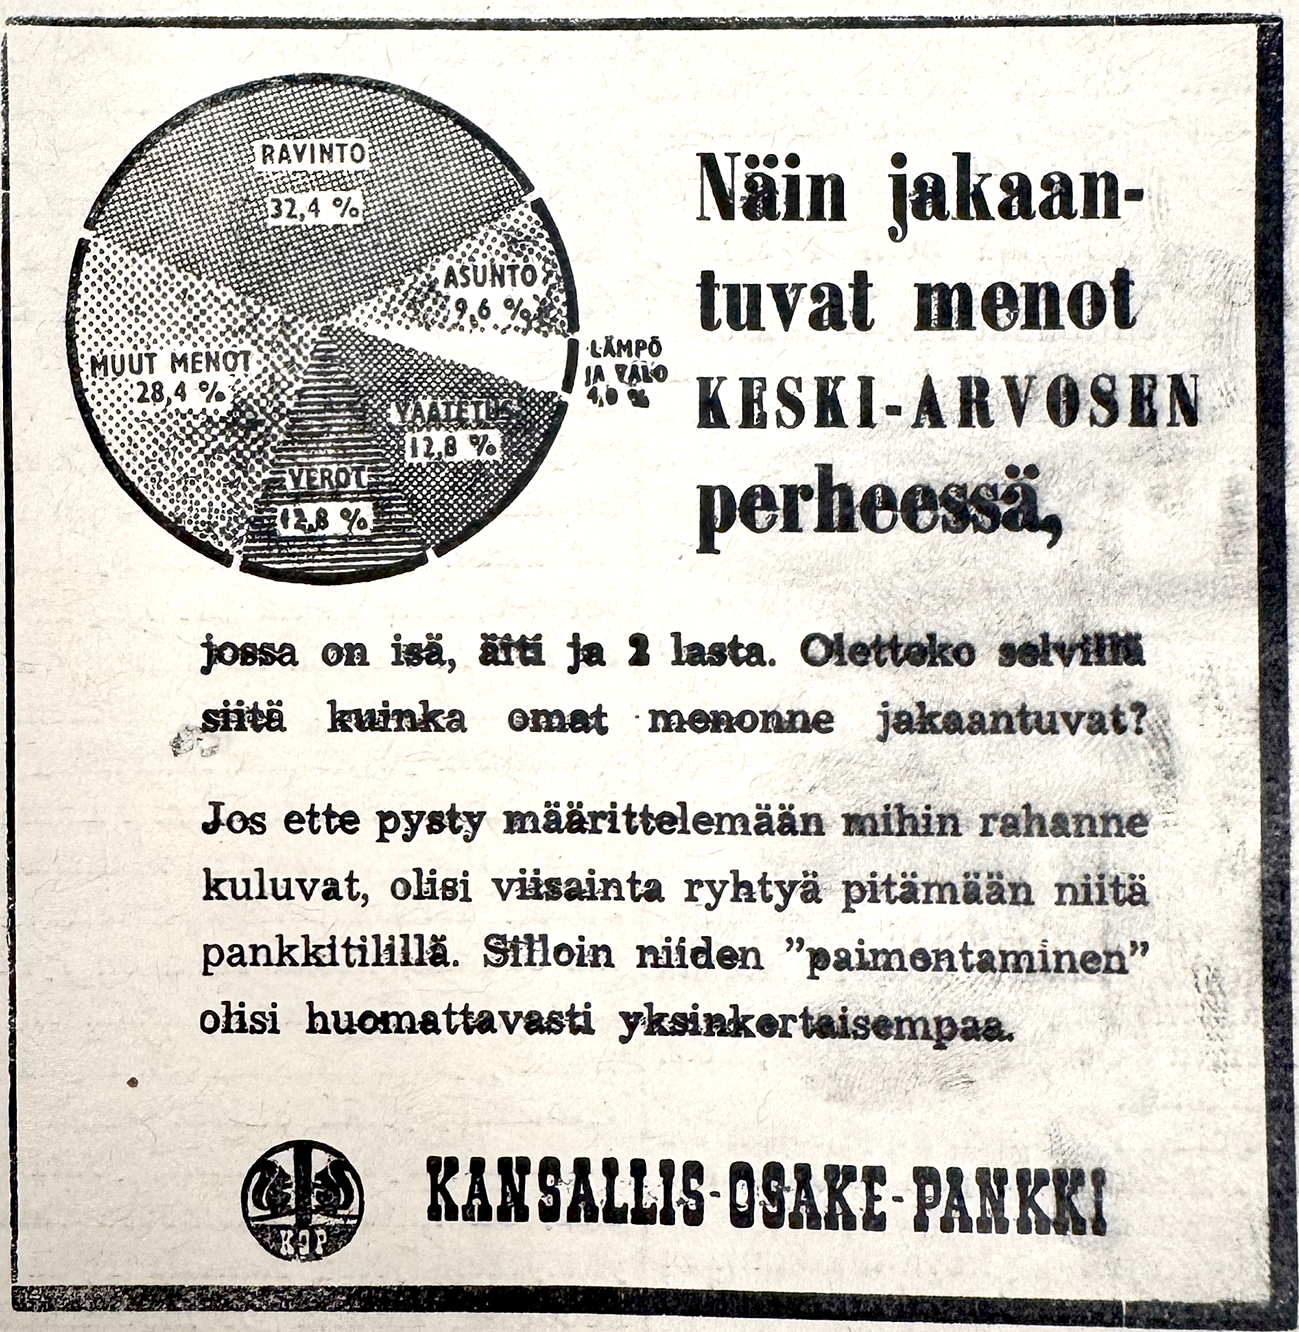 RAVINTO
32,4 %
ASUNTO
9,6 %
LÄMPÖ
JA VALO
4,0 %
VAATETUS
12,8 %
VEROT
12,8 %
MUUT MENOT
28,4 %
Näin jakaan-
tuvat menot
KESKI-ARVOSEN
perheessä,
jossa on isä, äiti ja 2 lasta. Oletteko selvillä
siitä kuinka omat menonne jakaantuvat?
Jos ette pysty määrittelemään mihin rahanne
kuluvat, olisi viisainta ryhtyä pitämään niitä
pankkitilillä. Silloin niiden ”paimentaminen”
olisi huomattavasti yksinkertaisempaa.
KOP
KANSALLIS-OSAKE-PANKKI